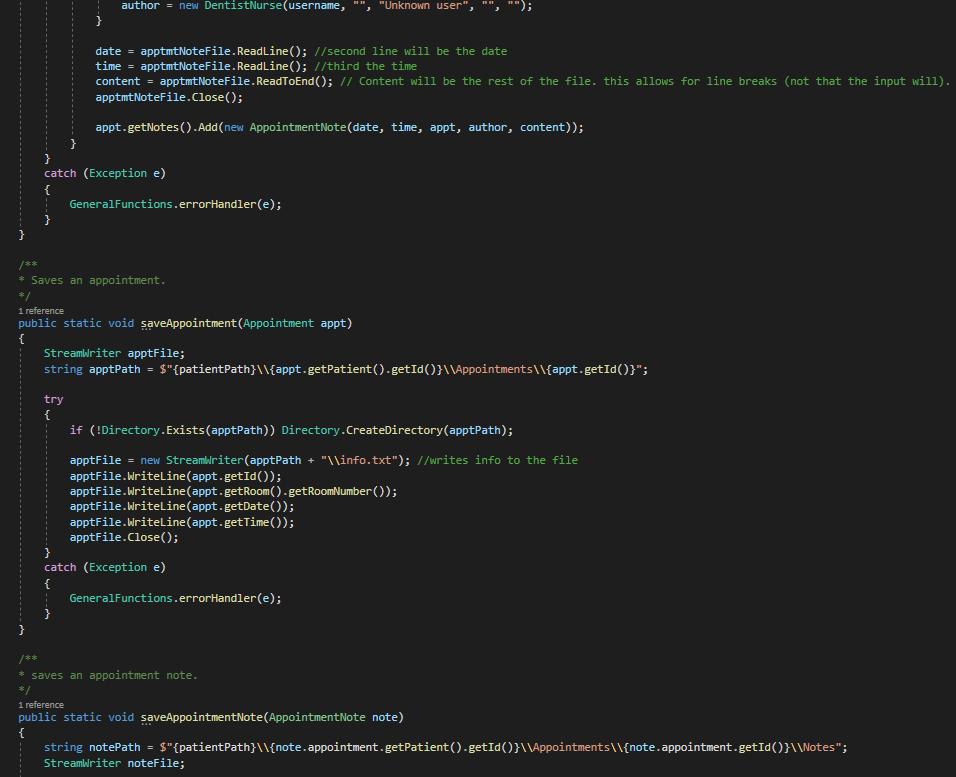 author = new DentistNurse(username, "", "Unknown user", "", "");
}
date = apptmtNoteFile.ReadLine(); //second line will be the date
time = apptmtNoteFile.ReadLine(); //third the time
content = apptmtNoteFile.ReadToEnd(); // Content will be the rest of the file. this allows for line breaks (not that the input will).
apptmtNoteFile.Close();
appt.getNotes().Add(new AppointmentNote(date, time, appt, author, content));
}
}
catch (Exception e)
{
GeneralFunctions.errorHandler(e);
}
}
/**
* Saves an appointment.
*/
1 reference
public static void saveAppointment(Appointment appt)
{
StreamWriter apptFile;
string apptPath = $"{patientPath}\\{appt.getPatient().getId()}\\Appointments\\{appt.getId()}";
try
{
if (!Directory.Exists(apptPath)) Directory.CreateDirectory(apptPath);
apptFile = new StreamWriter(apptPath + "\\info.txt"); //writes info to the file
apptFile.WriteLine(appt.getId());
apptFile.WriteLine(appt.getRoom().getRoomNumber());
apptFile.WriteLine(appt.getDate());
apptFile.WriteLine(appt.getTime());
apptFile.Close();
}
catch (Exception e)
{
GeneralFunctions.errorHandler(e);
}
}
/**
* saves an appointment note.
*/
1 reference
public static void saveAppointmentNote(AppointmentNote note)
{
string notePath = $"{patientPath}\\{note.appointment.getPatient().getId()}\\Appointments\\{note.appointment.getId()}\\Notes";
StreamWriter noteFile;